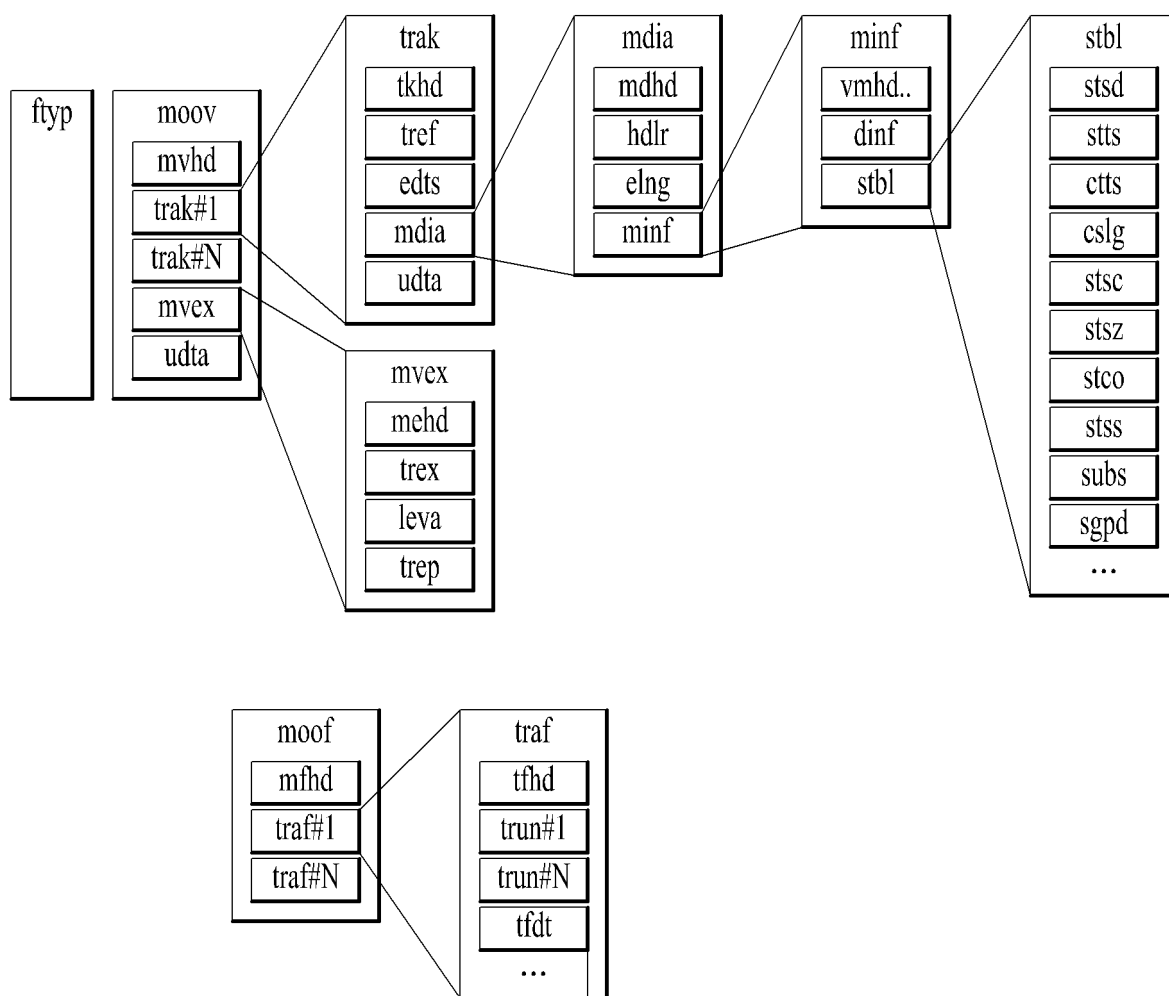 ftyp
moov
mvhd
trak#1
trak#N
mvex
udta
trak
tkhd
tref
edts
mdia
udta
mvex
mehd
trex
leva
trep
mdia
mdhd
hdlr
elng
minf
minf
vmhd..
dinf
stbl
stbl
stsd
stts
ctts
cslg
stsc
stsz
stco
stss
subs
sgpd
...
moof
mfhd
traf#1
traf#N
traf
tfhd
trun#1
trun#N
tfdt
...